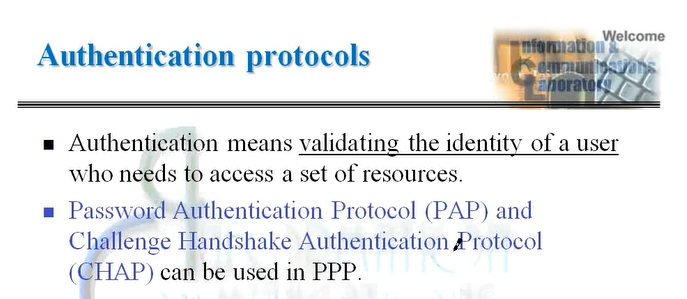 Welcome
Information &
Communications
Laboratory
Authentication protocols
■ Authentication means validating the identity of a user
who needs to access a set of resources.
■ Password Authentication Protocol (PAP) and
Challenge Handshake Authentication Protocol
(CHAP) can be used in PPP.